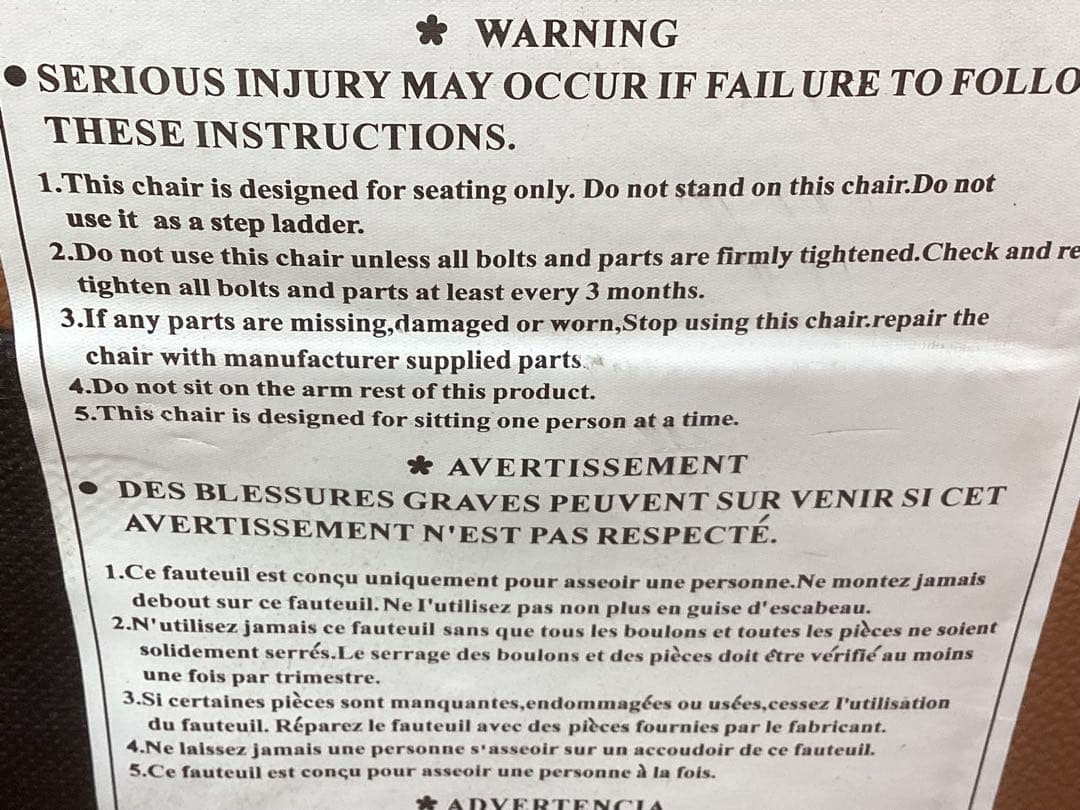 * WARNING
● SERIOUS INJURY MAY OCCUR IF FAIL URE TO FOLLO
THESE INSTRUCTIONS.
1.This chair is designed for seating only. Do not stand on this chair.Do not
use it as a step ladder.
2.Do not use this chair unless all bolts and parts are firmly tightened.Check and re
tighten all bolts and parts at least every 3 months.
3.If any parts are missing,damaged or worn,Stop using this chair.repair the
chair with manufacturer supplied parts.
4.Do not sit on the arm rest of this product.
5.This chair is designed for sitting one person at a time.
* AVERTISSEMENT
● DES BLESSURES GRAVES PEUVENT SUR VENIR SI CET
AVERTISSEMENT N'EST PAS RESPECTÉ.
1.Ce fauteuil est conçu uniquement pour asseoir une personne.Ne montez jamais
debout sur ce fauteuil. Ne I'utilisez pas non plus en guise d'escabeau.
2.N'utilisez jamais ce fauteuil sans que tous les boulons et toutes les pièces ne soient
solidement serrés.Le serrage des boulons et des pièces doit être vérifié au moins
une fois par trimestre.
3.Si certaines pièces sont manquantes,endommagées ou usées,cessez I'utilisation
du fauteuil. Réparez le fauteuil avec des pièces fournies par le fabricant.
4.Ne laissez jamais une personne s'asseoir sur un accoudoir de ce fauteuil.
5.Ce fauteuil est conçu pour asseoir une personne à la fois.
* ADVERTENCIA